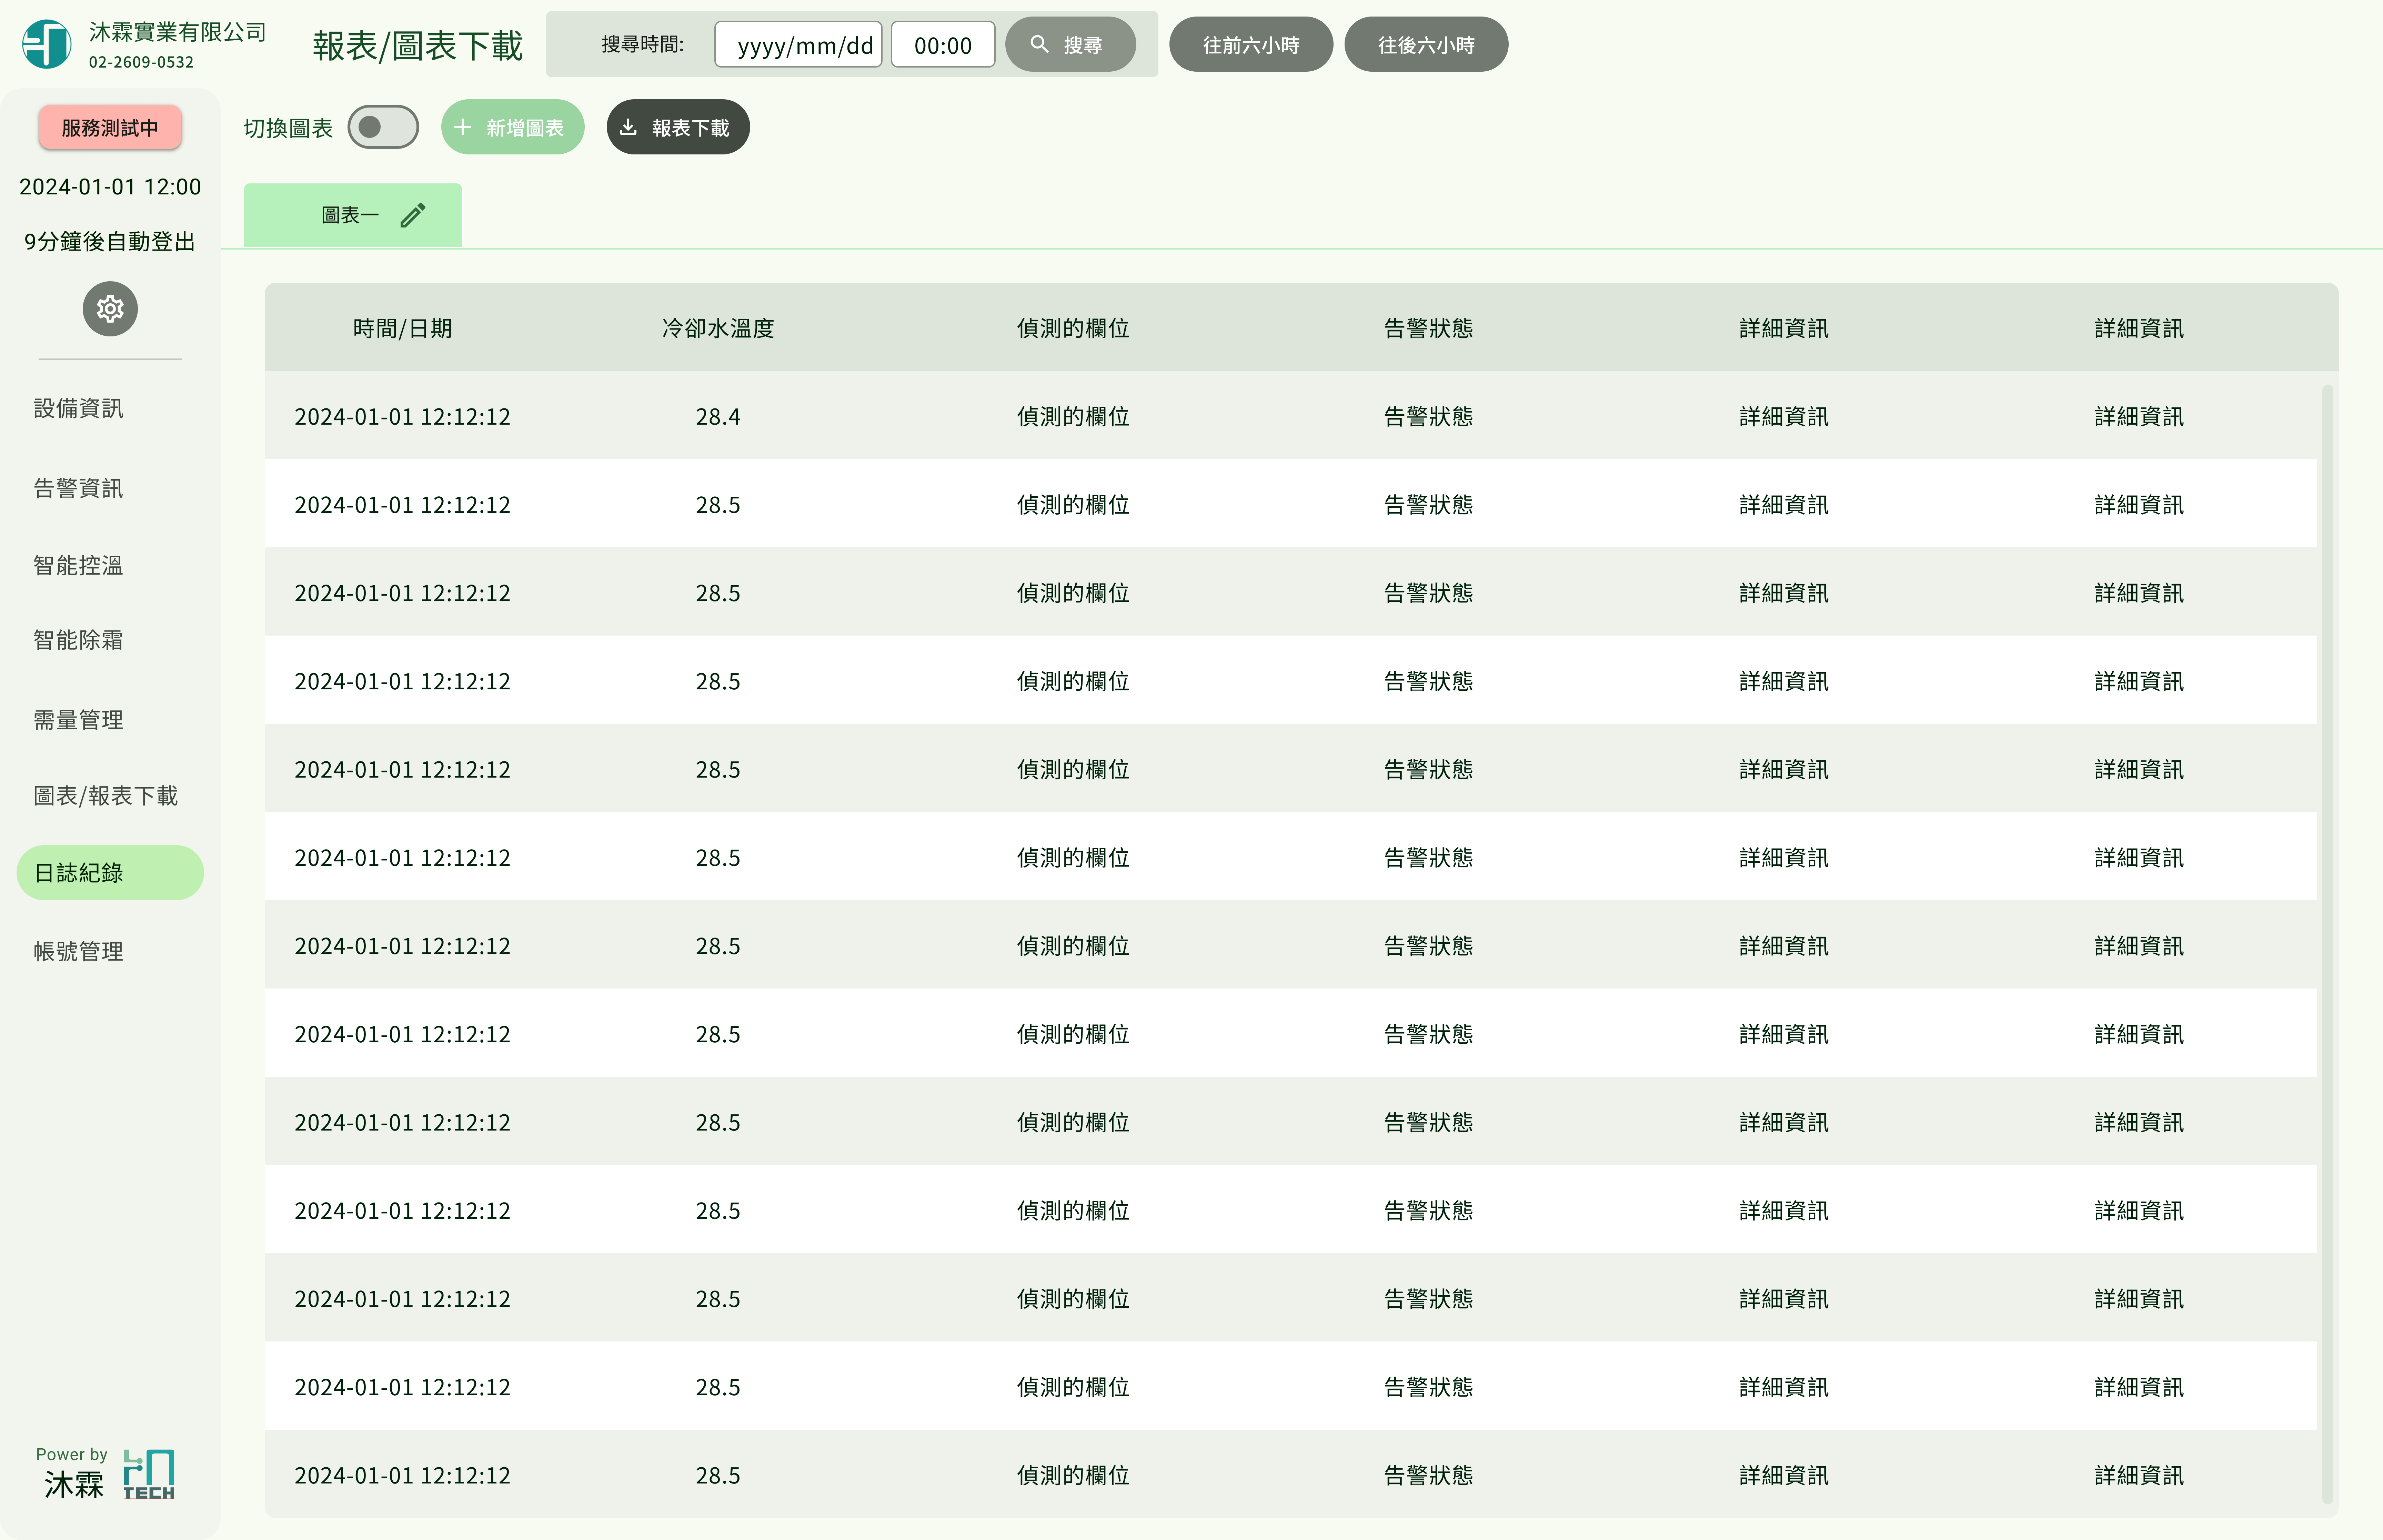 沐霖實業有限公司
02-2609-0532
報表/圖表下載
搜尋時間: yyyy/mm/dd 00:00 搜尋 往前六小時 往後六小時
服務測試中
2024-01-01 12:00
9分鐘後自動登出
設備資訊
告警資訊
智能控溫
智能除霜
需量管理
圖表/報表下載
日誌紀錄
帳號管理
Power by
沐霖
TECH
切換圖表 新增圖表 報表下載
圖表一
時間/日期 冷卻水溫度 偵測的欄位 告警狀態 詳細資訊 詳細資訊
2024-01-01 12:12:12 28.4 偵測的欄位 告警狀態 詳細資訊 詳細資訊
2024-01-01 12:12:12 28.5 偵測的欄位 告警狀態 詳細資訊 詳細資訊
2024-01-01 12:12:12 28.5 偵測的欄位 告警狀態 詳細資訊 詳細資訊
2024-01-01 12:12:12 28.5 偵測的欄位 告警狀態 詳細資訊 詳細資訊
2024-01-01 12:12:12 28.5 偵測的欄位 告警狀態 詳細資訊 詳細資訊
2024-01-01 12:12:12 28.5 偵測的欄位 告警狀態 詳細資訊 詳細資訊
2024-01-01 12:12:12 28.5 偵測的欄位 告警狀態 詳細資訊 詳細資訊
2024-01-01 12:12:12 28.5 偵測的欄位 告警狀態 詳細資訊 詳細資訊
2024-01-01 12:12:12 28.5 偵測的欄位 告警狀態 詳細資訊 詳細資訊
2024-01-01 12:12:12 28.5 偵測的欄位 告警狀態 詳細資訊 詳細資訊
2024-01-01 12:12:12 28.5 偵測的欄位 告警狀態 詳細資訊 詳細資訊
2024-01-01 12:12:12 28.5 偵測的欄位 告警狀態 詳細資訊 詳細資訊
2024-01-01 12:12:12 28.5 偵測的欄位 告警狀態 詳細資訊 詳細資訊